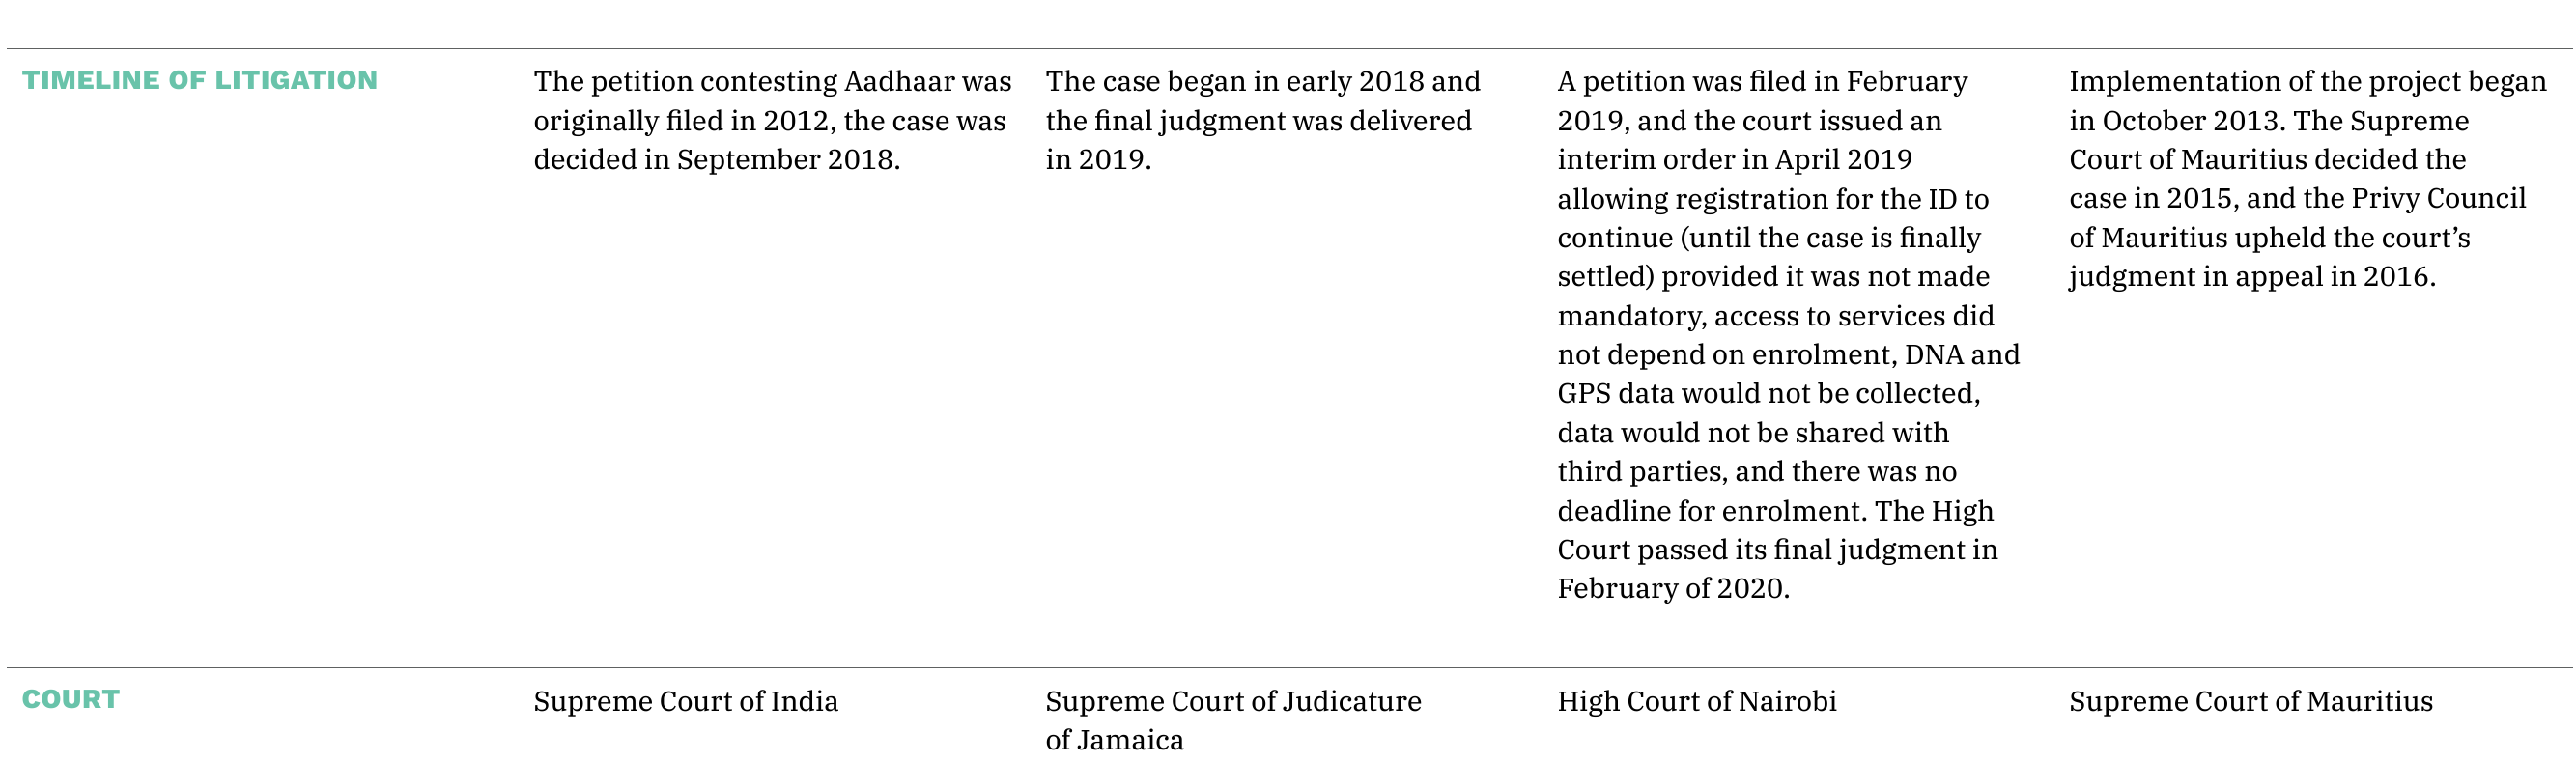 TIMELINE OF LITIGATION
The petition contesting Aadhaar was
originally filed in 2012, the case was
decided in September 2018.
The case began in early 2018 and
the final judgment was delivered
in 2019.
A petition was filed in February
2019, and the court issued an
interim order in April 2019
allowing registration for the ID to
continue (until the case is finally
settled) provided it was not made
mandatory, access to services did
not depend on enrolment, DNA and
GPS data would not be collected,
data would not be shared with
third parties, and there was no
deadline for enrolment. The High
Court passed its final judgment in
February of 2020.
Implementation of the project began
in October 2013. The Supreme
Court of Mauritius decided the
case in 2015, and the Privy Council
of Mauritius upheld the court’s
judgment in appeal in 2016.
COURT
Supreme Court of India
Supreme Court of Judicature
of Jamaica
High Court of Nairobi
Supreme Court of Mauritius